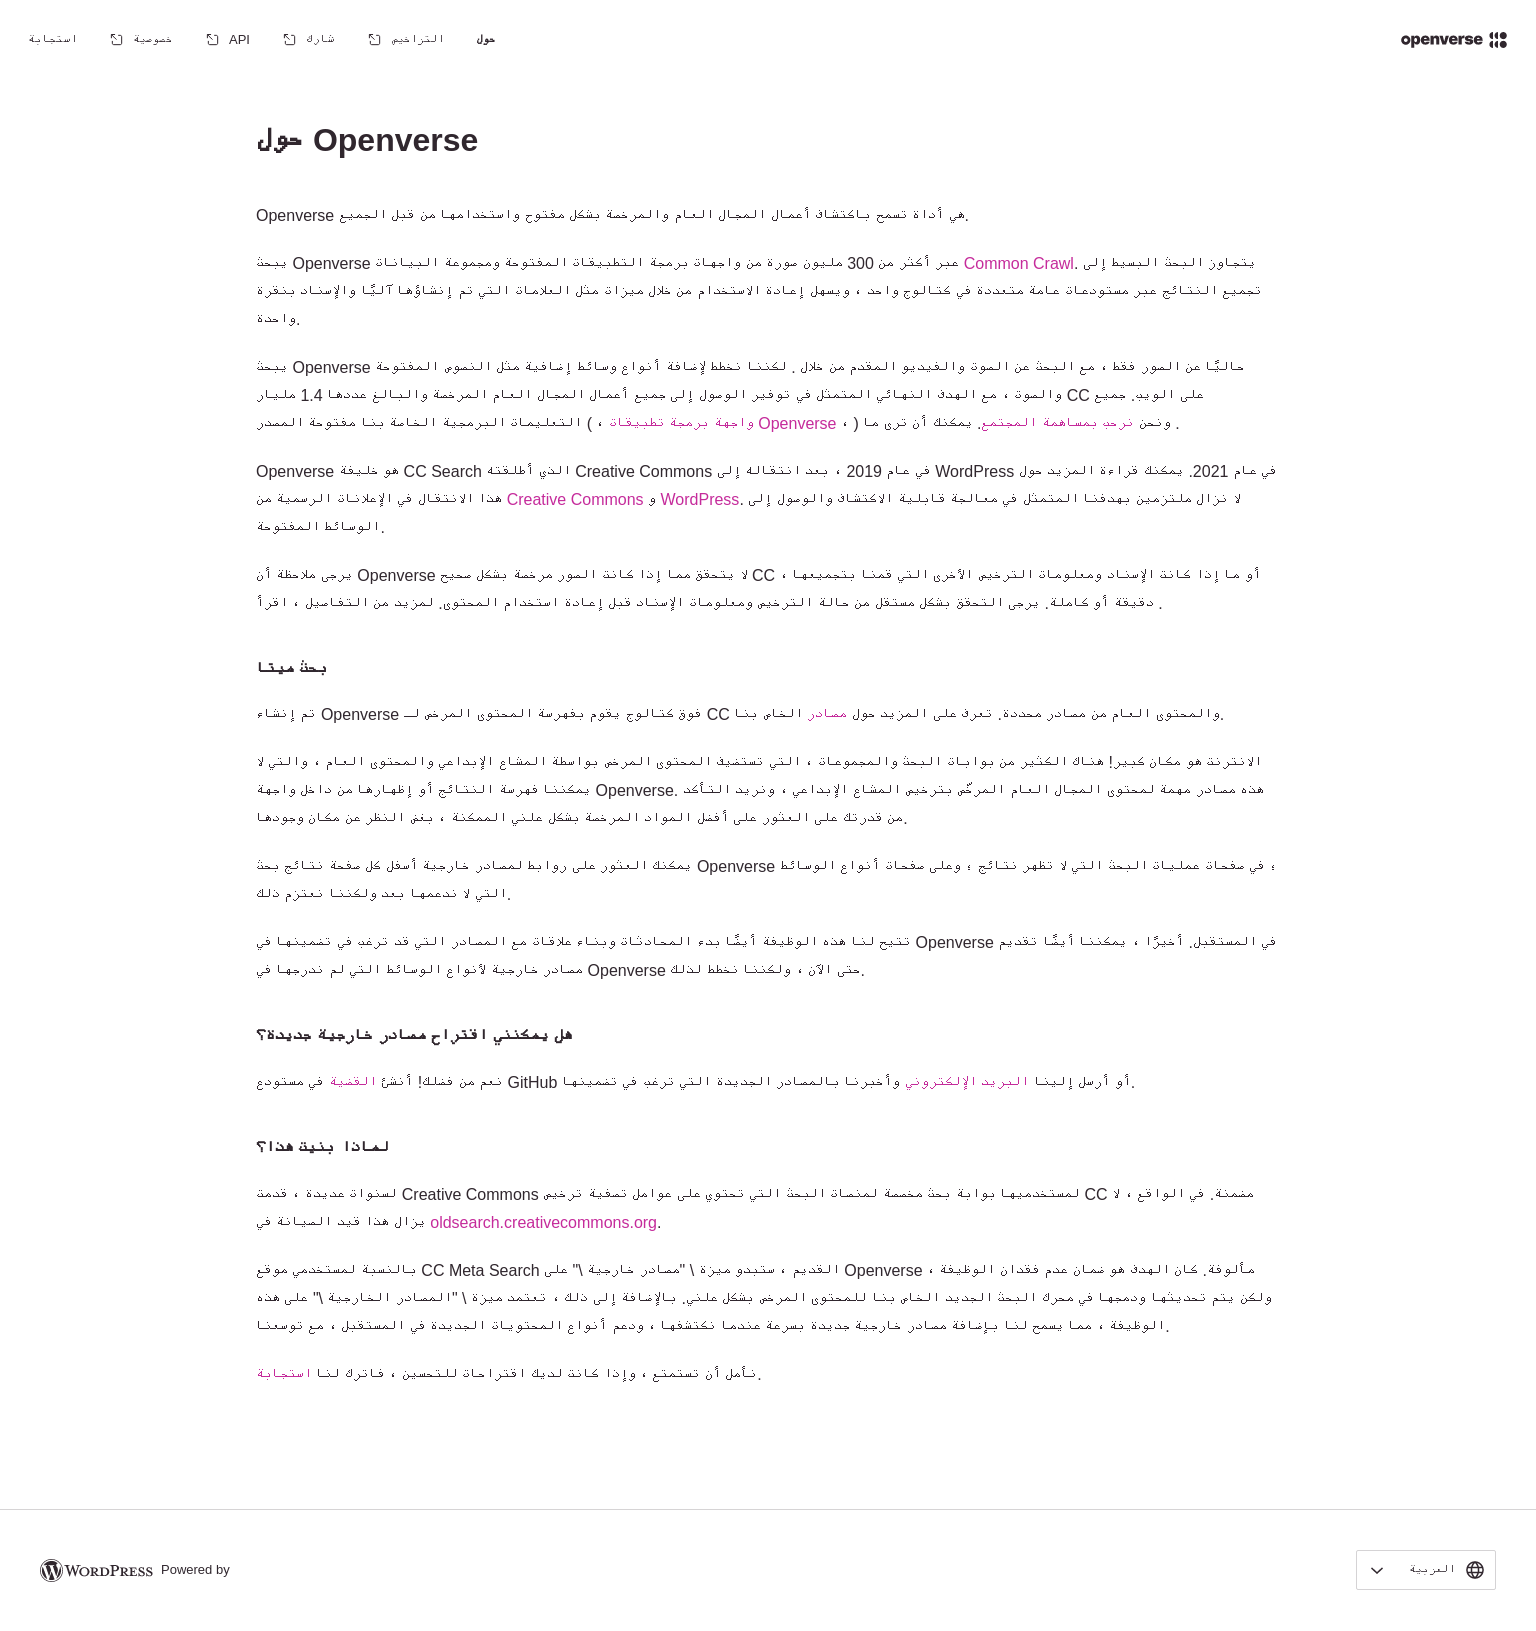 حول
التراخيص
شارك
API
خصوصية
استجابة
openverse
حول Openverse
Openverse هي أداة تسمح باكتشاف أعمال المجال العام والمرخصة بشكل مفتوح واستخدامها من قبل الجميع.
يبحث Openverse عبر أكثر من 300 مليون صورة من واجهات برمجة التطبيقات المفتوحة ومجموعة البيانات Common Crawl. يتجاوز البحث البسيط إلى
تجميع النتائج عبر مستودعات عامة متعددة في كتالوج واحد ، ويسهل إعادة الاستخدام من خلال ميزات مثل العلامات التي تم إنشاؤها آليًا والإسناد بنقرة
واحدة.
يبحث Openverse حاليًا عن الصور فقط ، مع البحث عن الصوت والفيديو المقدم من خلال . لكننا نخطط لإضافة أنواع وسائط إضافية مثل النصوص المفتوحة
والصوت ، مع الهدف النهائي المتمثل في توفير الوصول إلى جميع أعمال المجال العام المرخصة والبالغ عددها 1.4 مليار CC على الويب. جميع
التعليمات البرمجية الخاصة بنا مفتوحة المصدر ( ، واجهة برمجة تطبيقات Openverse ، ) ونحن نرحب بمساهمة المجتمع. يمكنك أن ترى ما .
Openverse هو خليفة CC Search الذي أطلقته Creative Commons في عام 2019 ، بعد انتقاله إلى WordPress في عام 2021. يمكنك قراءة المزيد حول
هذا الانتقال في الإعلانات الرسمية من Creative Commons و WordPress. لا نزال ملتزمين بهدفنا المتمثل في معالجة قابلية الاكتشاف والوصول إلى
الوسائط المفتوحة.
يرجى ملاحظة أن Openverse لا يتحقق مما إذا كانت الصور مرخصة بشكل صحيح CC ، أو ما إذا كانت الإسناد ومعلومات الترخيص الأخرى التي قمنا بتجميعها
دقيقة أو كاملة. يرجى التحقق بشكل مستقل من حالة الترخيص ومعلومات الإسناد قبل إعادة استخدام المحتوى. لمزيد من التفاصيل ، اقرأ .
بحث ميتا
تم إنشاء Openverse فوق كتالوج يقوم بفهرسة المحتوى المرخص لـ CC والمحتوى العام من مصادر محددة. تعرف على المزيد حول مصادر الخاص بنا.
الانترنت هو مكان كبير! هناك الكثير من بوابات البحث والمجموعات ، التي تستضيف المحتوى المرخص بواسطة المشاع الإبداعي والمحتوى العام ، والتي لا
يمكننا فهرسة النتائج أو إظهارها من داخل واجهة Openverse. هذه مصادر مهمة لمحتوى المجال العام المرخّص بترخيص المشاع الإبداعي ، ونريد التأكد
من قدرتك على العثور على أفضل المواد المرخصة بشكل علني الممكنة ، بغض النظر عن مكان وجودها.
يمكنك العثور على روابط لمصادر خارجية أسفل كل صفحة نتائج بحث Openverse ؛ في صفحات عمليات البحث التي لا تظهر نتائج ؛ وعلى صفحات أنواع الوسائط
التي لا ندعمها بعد ولكننا نعتزم ذلك.
تتيح لنا هذه الوظيفة أيضًا بدء المحادثات وبناء علاقات مع المصادر التي قد ترغب في تضمينها في Openverse في المستقبل. أخيرًا ، يمكننا أيضًا تقديم
مصادر خارجية لأنواع الوسائط التي لم ندرجها في Openverse حتى الآن ، ولكننا نخطط لذلك.
هل يمكنني اقتراح مصادر خارجية جديدة؟
نعم من فضلك! أنشئ القضية في مستودع GitHub أو أرسل إلينا البريد الإلكتروني وأخبرنا بالمصادر الجديدة التي ترغب في تضمينها.
لماذا بنيت هذا؟
لسنوات عديدة ، قدمت Creative Commons لمستخدميها بوابة بحث مخصصة لمنصات البحث التي تحتوي على عوامل تصفية ترخيص CC مضمنة. في الواقع ، لا
يزال هذا قيد الصيانة في oldsearch.creativecommons.org.
بالنسبة لمستخدمي موقع CC Meta Search القديم ، ستبدو ميزة \ "مصادر خارجية \" على Openverse مألوفة. كان الهدف هو ضمان عدم فقدان الوظيفة ،
ولكن يتم تحديثها ودمجها في محرك البحث الجديد الخاص بنا للمحتوى المرخص بشكل علني. بالإضافة إلى ذلك ، تعتمد ميزة \ "المصادر الخارجية \" على هذه
الوظيفة ، مما يسمح لنا بإضافة مصادر خارجية جديدة بسرعة عندما نكتشفها ، ودعم أنواع المحتويات الجديدة في المستقبل ، مع توسعنا.
نأمل أن تستمتع ، وإذا كانت لديك اقتراحات للتحسين ، فاترك لنا استجابة.
العربية
Powered by WORDPRESS